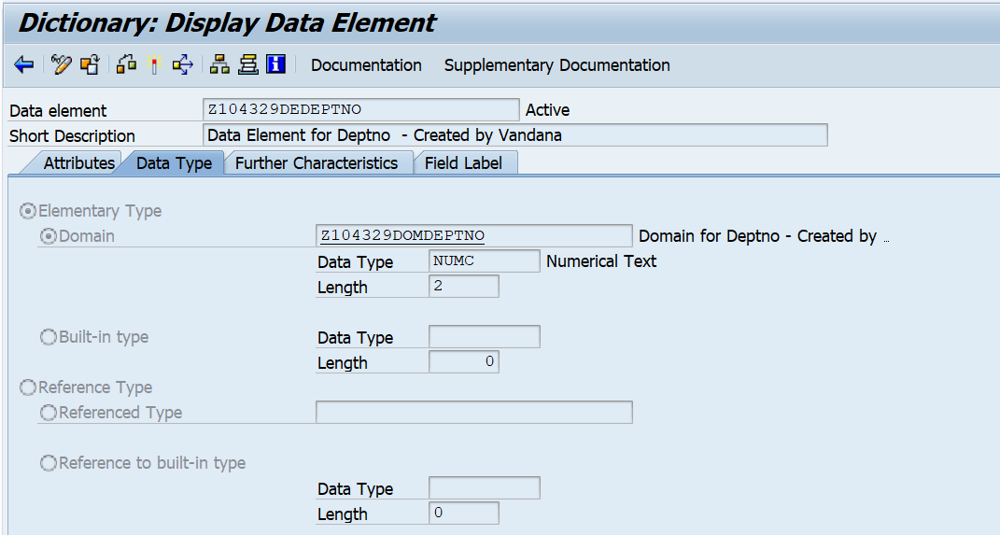 Dictionary: Display Data Element
Documentation Supplementary Documentation
Data element Z104329DEDEPTNO Active
Short Description Data Element for Deptno - Created by Vandana
Attributes Data Type Further Characteristics Field Label
Elementary Type
Domain Z104329DOMDEPTNO Domain for Deptno - Created by ...
Data Type NUMC Numerical Text
Length 2
Built-in type Data Type
Length 0
Reference Type
Referenced Type
Reference to built-in type
Data Type
Length 0